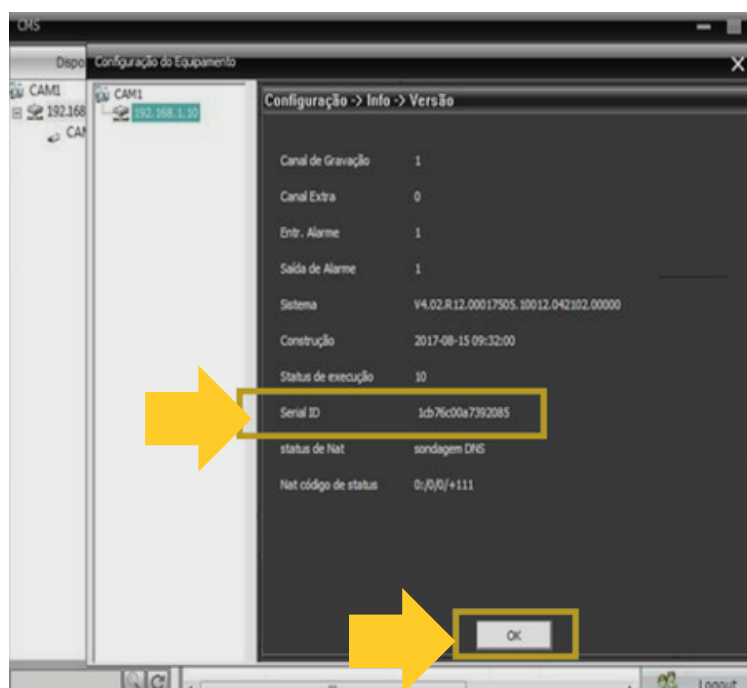 CMS
Dispo
Configuração do Equipamento
X
CAM1
192.168
CAM
CAM1
192.168.1.10
Configuração -> Info -> Versão
Canal de Gravação 1
Canal Extra 0
Entr. Alarme 1
Saída de Alarme 1
Sistema V4.02.R12.00017505.10012.042102.00000
Construção 2017-08-15 09:32:00
Status de execução 10
Serial ID 1cb76c00a7392085
status de Nat sondagem DNS
Nat código de status 0:/0/0/+111
OK
Logout